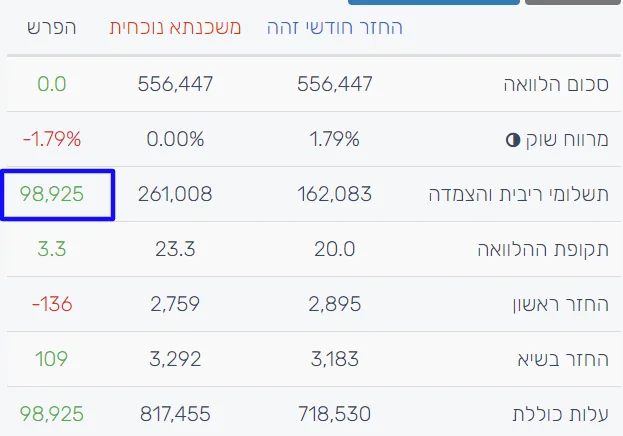 החזר חודשי זהה משכנתא נוכחית הפרש
סכום הלוואה 556,447 556,447 0.0
מרווח שוק 1.79% 0.00% -1.79%
תשלומי ריבית והצמדה 162,083 261,008 98,925
תקופת ההלוואה 20.0 23.3 3.3
החזר ראשון 2,895 2,759 -136
החזר בשיא 3,183 3,292 109
עלות כוללת 718,530 817,455 98,925